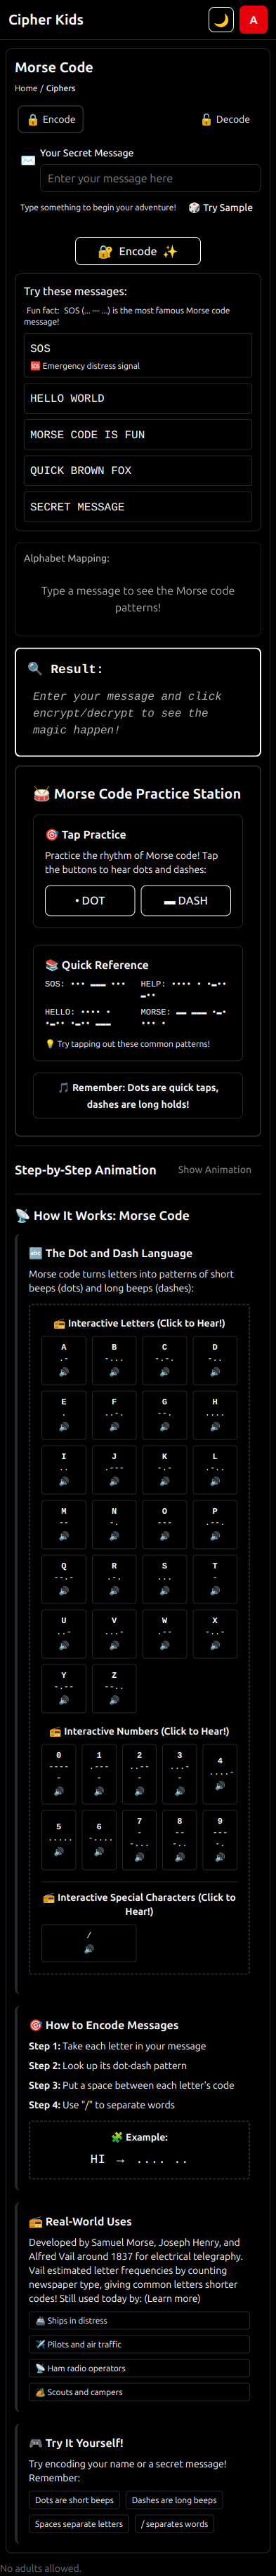 Cipher Kids
🌙
A
Morse Code
Home / Ciphers
🔒 Encode
🔓 Decode
✉️ Your Secret Message
Enter your message here
Type something to begin your adventure!
🎲 Try Sample
🔐 Encode ✨
Try these messages:
Fun fact: SOS (... --- ...) is the most famous Morse code
message!
SOS
🆘 Emergency distress signal
HELLO WORLD
MORSE CODE IS FUN
QUICK BROWN FOX
SECRET MESSAGE
Alphabet Mapping:
Type a message to see the Morse code
patterns!
🔍 Result:
Enter your message and click
encrypt/decrypt to see the
magic happen!
🥁 Morse Code Practice Station
🎯 Tap Practice
Practice the rhythm of Morse code! Tap
the buttons to hear dots and dashes:
• DOT
▬ DASH
📚 Quick Reference
SOS: ••• ▬▬▬ •••
HELP: •••• • •▬••
▬••
HELLO: •••• •
•▬•• •▬•• ▬▬▬
MORSE: ▬▬ ▬▬▬ •▬•
••• •
💡 Try tapping out these common patterns!
🎵 Remember: Dots are quick taps,
dashes are long holds!
Step-by-Step Animation
Show Animation
📡 How It Works: Morse Code
🔤 The Dot and Dash Language
Morse code turns letters into patterns of short
beeps (dots) and long beeps (dashes):
📻 Interactive Letters (Click to Hear!)
A
.-
🔊
B
-...
🔊
C
-.-.
🔊
D
-..
🔊
E
.
🔊
F
..-.
🔊
G
--.
🔊
H
....
🔊
I
..
🔊
J
.---
🔊
K
-.-
🔊
L
.-..
🔊
M
--
🔊
N
-.
🔊
O
---
🔊
P
.--.
🔊
Q
--.-
🔊
R
.-.
🔊
S
...
🔊
T
-
🔊
U
..-
🔊
V
...-
🔊
W
.--
🔊
X
-..-
🔊
Y
-.--
🔊
Z
--..
🔊
📻 Interactive Numbers (Click to Hear!)
0
----
-
🔊
1
.---
-
🔊
2
..--
-
🔊
3
...-
-
🔊
4
....-
🔊
5
.....
🔊
6
-....
🔊
7
-
-...
🔊
8
--
-..
🔊
9
---
-.
🔊
📻 Interactive Special Characters (Click to
Hear!)
/
🔊
🎯 How to Encode Messages
Step 1: Take each letter in your message
Step 2: Look up its dot-dash pattern
Step 3: Put a space between each letter's code
Step 4: Use "/" to separate words
🧩 Example:
HI → .... ..
📻 Real-World Uses
Developed by Samuel Morse, Joseph Henry, and
Alfred Vail around 1837 for electrical telegraphy.
Vail estimated letter frequencies by counting
newspaper type, giving common letters shorter
codes! Still used today by: (Learn more)
🚢 Ships in distress
✈️ Pilots and air traffic
📡 Ham radio operators
🏕️ Scouts and campers
🎮 Try It Yourself!
Try encoding your name or a secret message!
Remember:
Dots are short beeps
Dashes are long beeps
Spaces separate letters
/ separates words
No adults allowed.